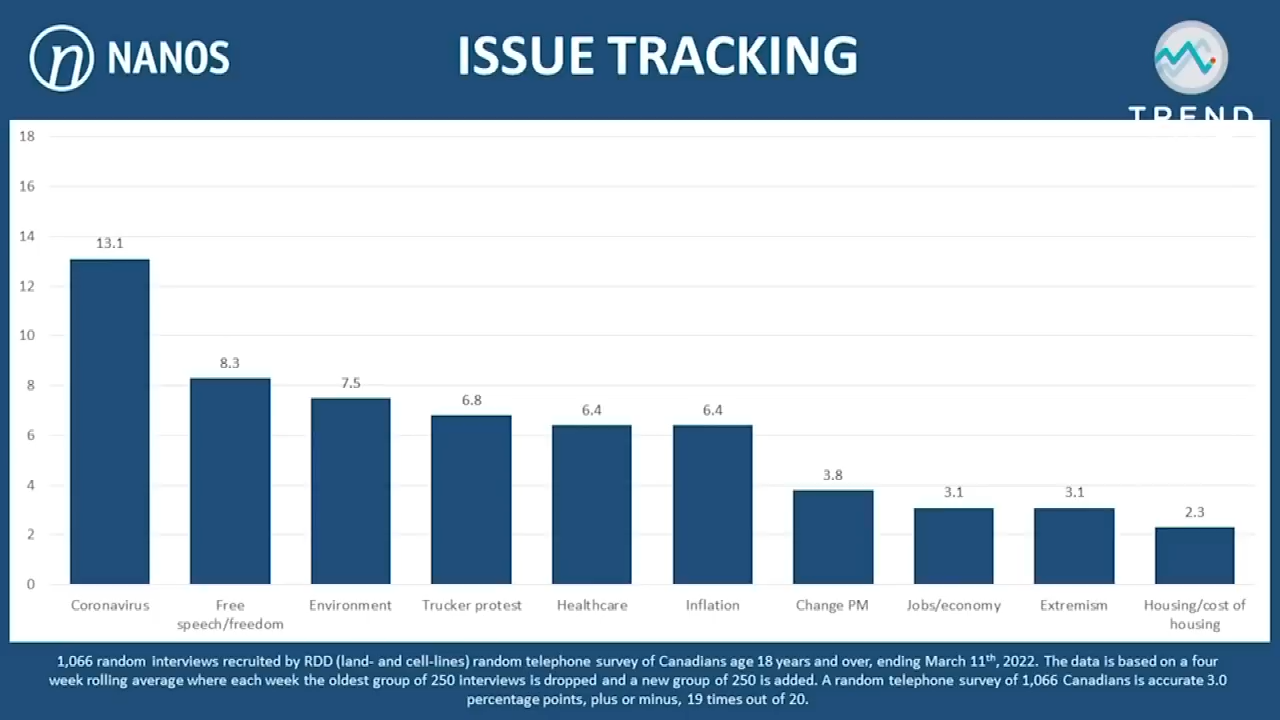 NANOS
ISSUE TRACKING
TREND
18
16
14
12
10
8
6
4
2
0
13.1
8.3
7.5
6.8
6.4
6.4
3.8
3.1
3.1
2.3
Coronavirus
Free
speech/freedom
Environment
Trucker protest
Healthcare
Inflation
Change PM
Jobs/economy
Extremism
Housing/cost of
housing
1,066 random interviews recruited by RDD (land- and cell-lines) random telephone survey of Canadians age 18 years and over, ending March 11th, 2022. The data is based on a four
week rolling average where each week the oldest group of 250 interviews is dropped and a new group of 250 is added. A random telephone survey of 1,066 Canadians is accurate 3.0
percentage points, plus or minus, 19 times out of 20.